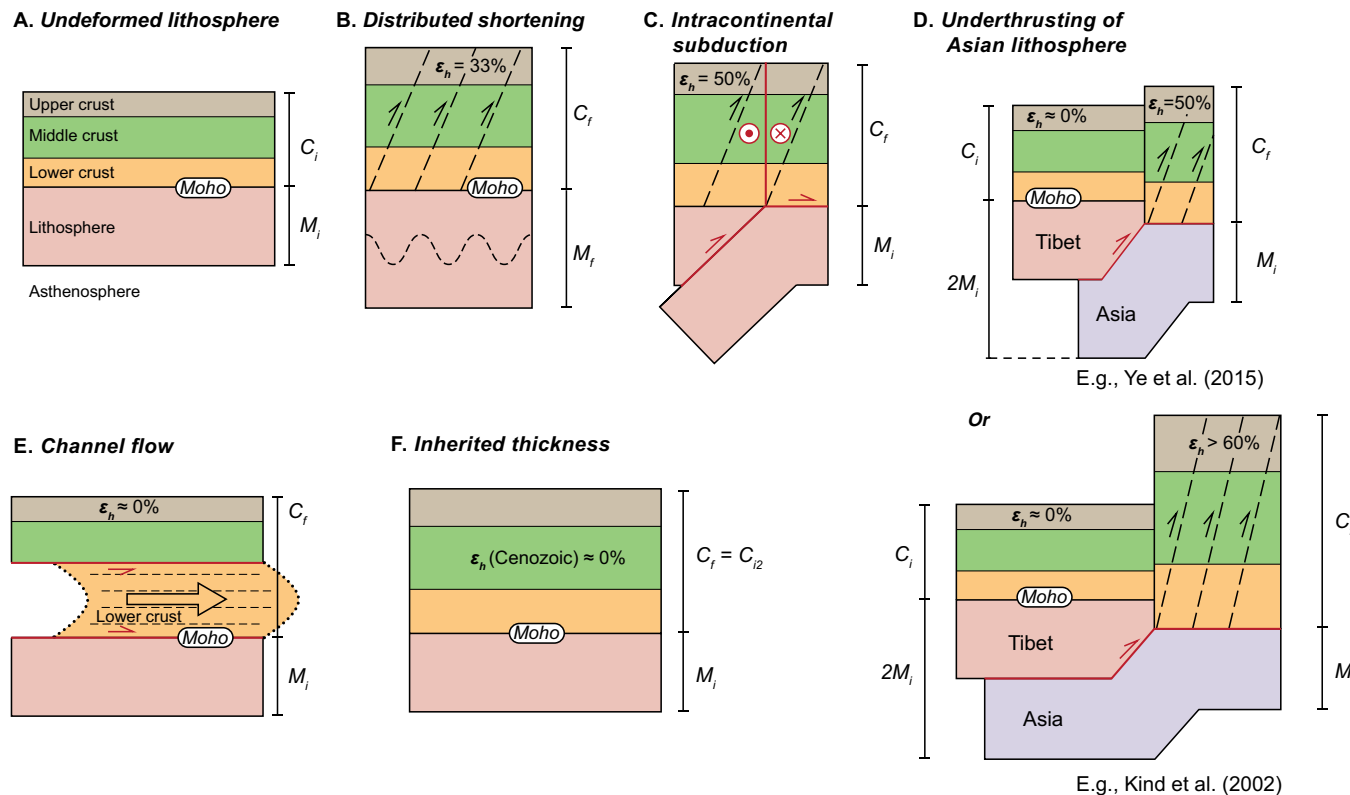 A. Undeformed lithosphere
Upper crust
Middle crust
Lower crust
Moho
Lithosphere
Asthenosphere
C_i
M_i
B. Distributed shortening
ε_h = 33%
Moho
C_f
M_f
C. Intracontinental
subduction
ε_h = 50%
C_f
M_i
D. Underthrusting of
Asian lithosphere
ε_h ≈ 0%
ε_h=50%
C_i
C_f
Moho
Tibet
2M_i
M_i
Asia
E.g., Ye et al. (2015)
Or
ε_h > 60%
ε_h ≈ 0%
C_i
C
Moho
Tibet
2M_i
M
Asia
E.g., Kind et al. (2002)
E. Channel flow
ε_h ≈ 0%
C_f
Lower crust
Moho
M_i
F. Inherited thickness
ε_h (Cenozoic) ≈ 0%
C_f = C_i2
Moho
M_i